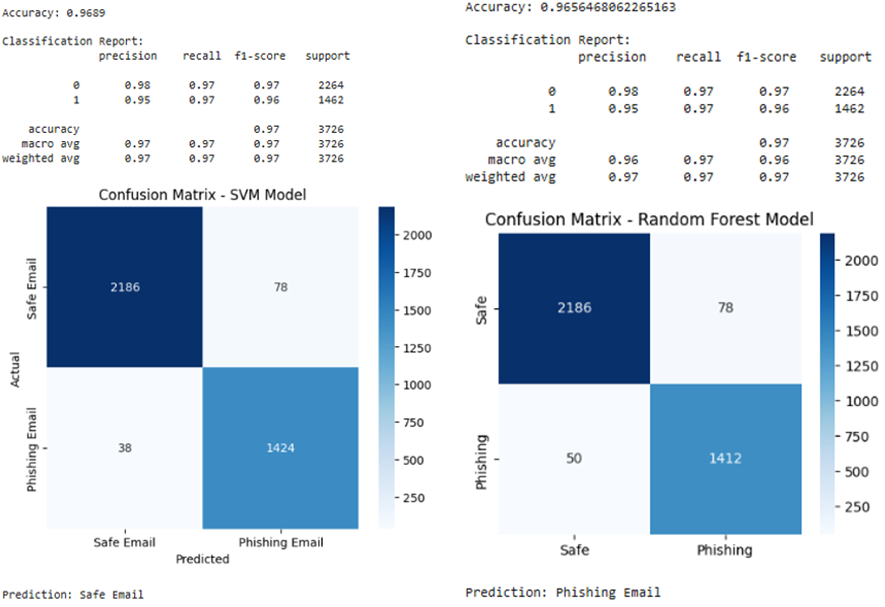 Accuracy: 0.9689
Classification Report:
precision recall f1-score support
0 0.98 0.97 0.97 2264
1 0.95 0.97 0.96 1462
accuracy 0.97 3726
macro avg 0.97 0.97 0.97 3726
weighted avg 0.97 0.97 0.97 3726
Confusion Matrix - SVM Model
Actual
Safe Email
Phishing Email
2186 78
38 1424
Safe Email Phishing Email
Predicted
2000
1750
1500
1250
1000
750
500
250
Prediction: Safe Email
Accuracy: 0.9656468062265163
Classification Report:
precision recall f1-score support
0 0.98 0.97 0.97 2264
1 0.95 0.97 0.96 1462
accuracy 0.97 3726
macro avg 0.96 0.97 0.96 3726
weighted avg 0.97 0.97 0.97 3726
Confusion Matrix - Random Forest Model
Safe
Phishing
2186 78
50 1412
Safe Phishing
2000
1750
1500
1250
1000
750
500
250
Prediction: Phishing Email